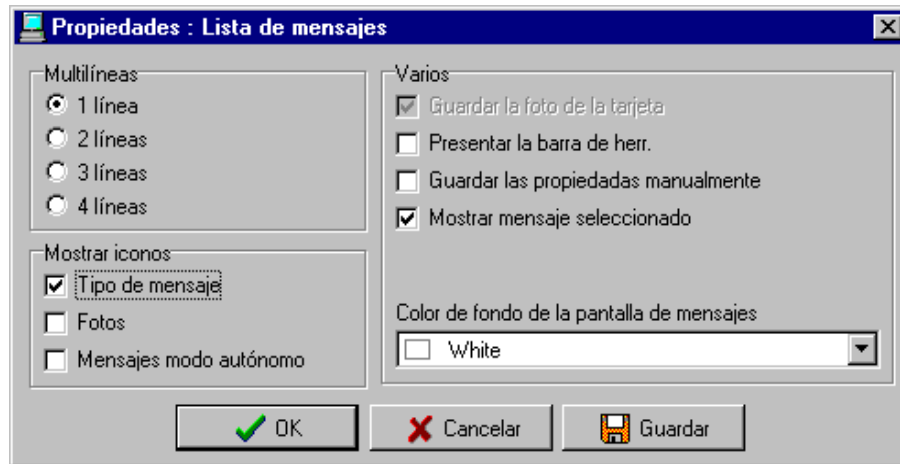 Propiedades : Lista de mensajes
Multilíneas
1 línea
2 líneas
3 líneas
4 líneas
Mostrar iconos
Tipo de mensaje
Fotos
Mensajes modo autónomo
Varios
Guardar la foto de la tarjeta
Presentar la barra de herr.
Guardar las propiedadas manualmente
Mostrar mensaje seleccionado
Color de fondo de la pantalla de mensajes
White
OK
Cancelar
Guardar